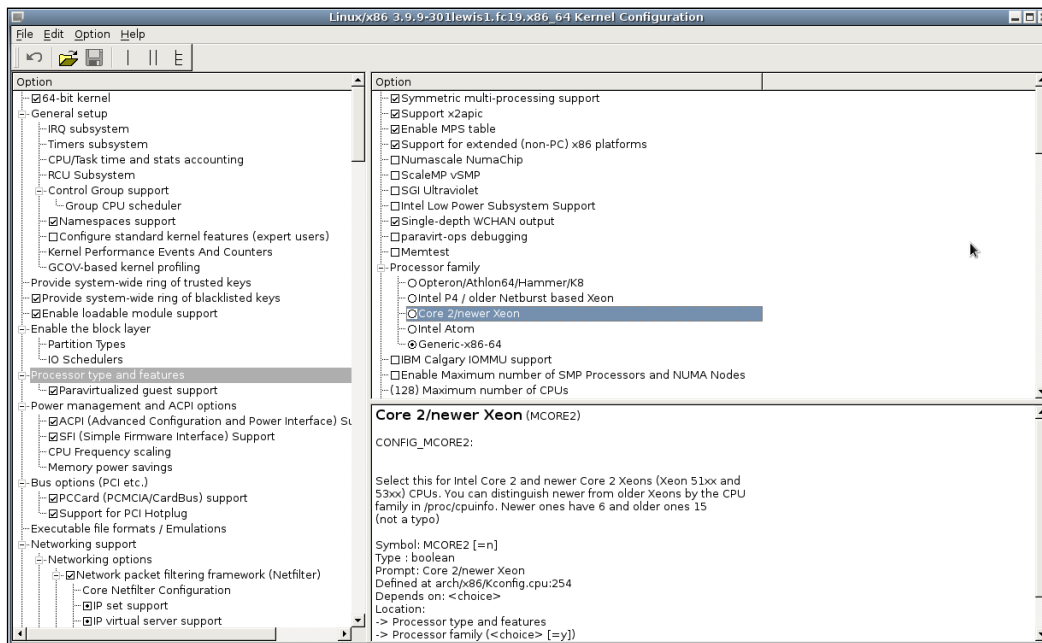 Linux/x86 3.9.9-301lewis1.fc19.x86_64 Kernel Configuration
File Edit Option Help
Option
64-bit kernel
General setup
IRQ subsystem
Timers subsystem
CPU/Task time and stats accounting
RCU Subsystem
Control Group support
Group CPU scheduler
Namespaces support
Configure standard kernel features (expert users)
Kernel Performance Events And Counters
GCOV-based kernel profiling
Provide system-wide ring of trusted keys
Provide system-wide ring of blacklisted keys
Enable loadable module support
Enable the block layer
Partition Types
IO Schedulers
Processor type and features
Paravirtualized guest support
Power management and ACPI options
ACPI (Advanced Configuration and Power Interface) Su
SFI (Simple Firmware Interface) Support
CPU Frequency scaling
Memory power savings
Bus options (PCI etc.)
PCCard (PCMCIA/CardBus) support
Support for PCI Hotplug
Executable file formats / Emulations
Networking support
Networking options
Network packet filtering framework (Netfilter)
Core Netfilter Configuration
IP set support
IP virtual server support
Option
Symmetric multi-processing support
Support x2apic
Enable MPS table
Support for extended (non-PC) x86 platforms
Numascale NumaChip
ScaleMP vSMP
SGI Ultraviolet
Intel Low Power Subsystem Support
Single-depth WCHAN output
paravirt-ops debugging
Memtest
Processor family
Opteron/Athlon64/Hammer/K8
Intel P4 / older Netburst based Xeon
Core 2/newer Xeon
Intel Atom
Generic-x86-64
IBM Calgary IOMMU support
Enable Maximum number of SMP Processors and NUMA Nodes
(128) Maximum number of CPUs
Core 2/newer Xeon (MCORE2)
CONFIG_MCORE2:
Select this for Intel Core 2 and newer Core 2 Xeons (Xeon 51xx and
53xx) CPUs. You can distinguish newer from older Xeons by the CPU
family in /proc/cpuinfo. Newer ones have 6 and older ones 15
(not a typo)
Symbol: MCORE2 [=n]
Type : boolean
Prompt: Core 2/newer Xeon
Defined at arch/x86/Kconfig.cpu:254
Depends on: <choice>
Location:
-> Processor type and features
-> Processor family (<choice> [=y])